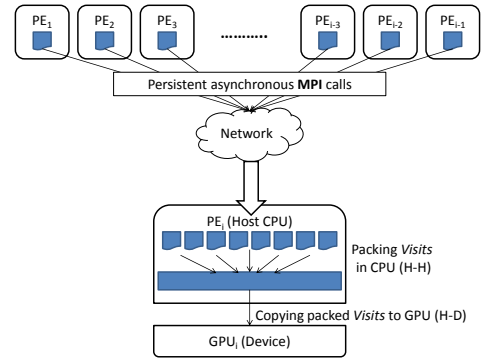 PE1 PE2 PE3 ……….. PEi-3 PEi-2 PEi-1
Persistent asynchronous MPI calls
Network
PEi (Host CPU)
Packing Visits
in CPU (H-H)
Copying packed Visits to GPU (H-D)
GPUi (Device)